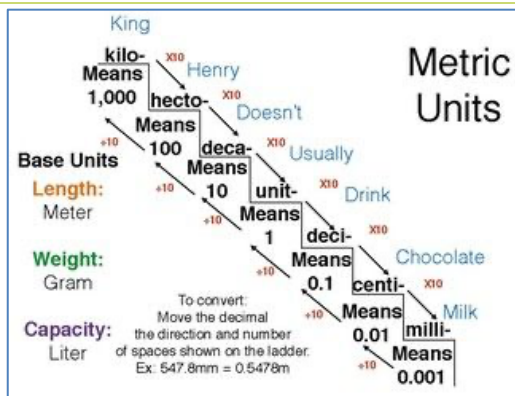 King
kilo-
X10
Means
Henry
1,000
hecto-
X10
÷10
Means
Doesn't
100
deca-
X10
÷10
Means
Usually
10
unit-
X10
÷10
Means
Drink
1
deci-
X10
÷10
Means
Chocolate
0.1
centi-
X10
÷10
Means
Milk
0.01
milli-
÷10
Means
0.001
Metric
Units
Base Units
Length:
Meter
Weight:
Gram
Capacity:
Liter
To convert:
Move the decimal
the direction and number
of spaces shown on the ladder.
Ex: 547.8mm = 0.5478m